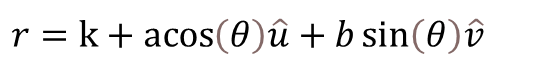 r = k + acos(θ)û + b sin(θ)v̂